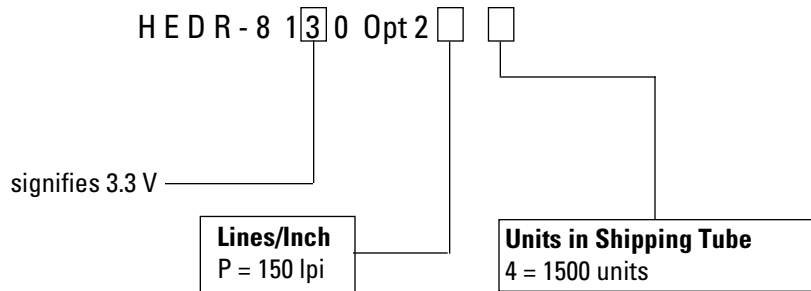 HEDR-8130 Opt 2
signifies 3.3 V
Lines/Inch
P = 150 lpi
Units in Shipping Tube
4 = 1500 units